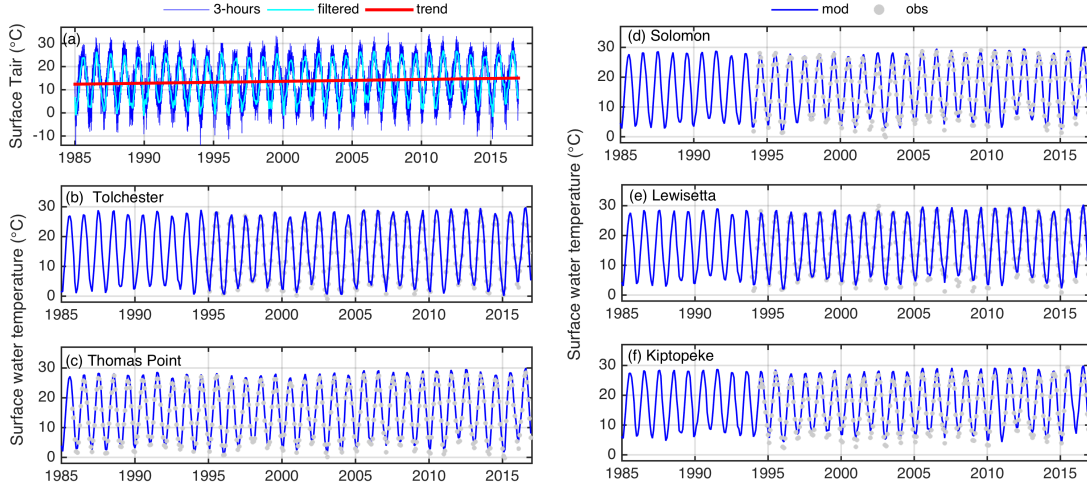 3-hours filtered trend
(a)
Surface Tair (°C)
30
20
10
0
-10
1985 1990 1995 2000 2005 2010 2015
(b) Tolchester
30
20
10
0
1985 1990 1995 2000 2005 2010 2015
Surface water temperature (°C)
(c) Thomas Point
30
20
10
0
1985 1990 1995 2000 2005 2010 2015
mod obs
(d) Solomon
30
20
10
0
1985 1990 1995 2000 2005 2010 2015
Surface water temperature (°C)
(e) Lewisetta
30
20
10
0
1985 1990 1995 2000 2005 2010 2015
(f) Kiptopeke
30
20
10
0
1985 1990 1995 2000 2005 2010 2015